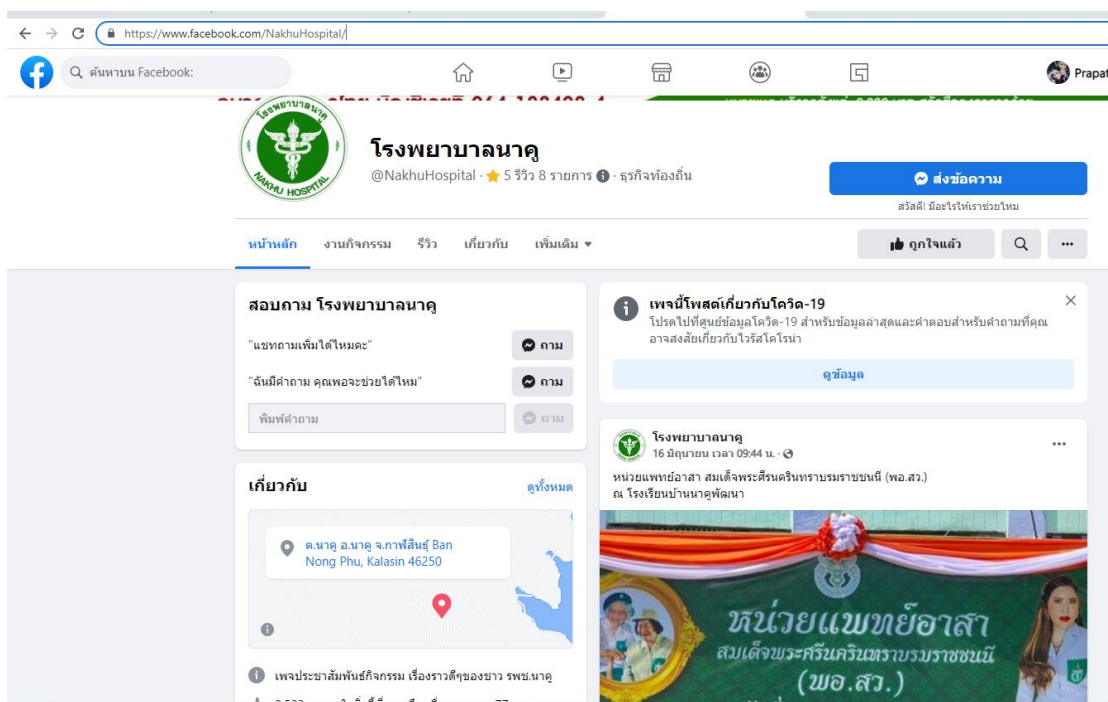 https://www.facebook.com/NakhuHospital/
ค้นหาบน Facebook:
Prapat
โรงพยาบาลนาคู
NAKHU HOSPITAL
โรงพยาบาลนาคู
@NakhuHospital · 5 รีวิว 8 รายการ · ธุรกิจท้องถิ่น
ส่งข้อความ
สวัสดี! มีอะไรให้เราช่วยไหม
หน้าหลัก งานกิจกรรม รีวิว เกี่ยวกับ เพิ่มเติม
ถูกใจแล้ว
สอบถาม โรงพยาบาลนาคู
"แชทถามเพิ่มได้ไหมคะ"
ถาม
"ฉันมีคำถาม คุณพอจะช่วยได้ไหม"
ถาม
พิมพ์คำถาม
ถาม
เกี่ยวกับ
ดูทั้งหมด
ต.นาคู อ.นาคู จ.กาฬสินธุ์ Ban
Nong Phu, Kalasin 46250
เพจประชาสัมพันธ์กิจกรรม เรื่องราวดีๆของชาว รพช.นาคู
เพจนี้โพสต์เกี่ยวกับโควิด-19
โปรดไปที่ศูนย์ข้อมูลโควิด-19 สำหรับข้อมูลล่าสุดและคำตอบสำหรับคำถามที่คุณ
อาจสงสัยเกี่ยวกับไวรัสโคโรน่า
ดูข้อมูล
โรงพยาบาลนาคู
16 มิถุนายน เวลา 09:44 น. ·
หน่วยแพทย์อาสา สมเด็จพระศรีนครินทราบรมราชชนนี (พอ.สว.)
ณ โรงเรียนบ้านนาคูพัฒนา
หน่วยแพทย์อาสา
สมเด็จพระศรีนครินทราบรมราชชนนี
(พอ.สว.)